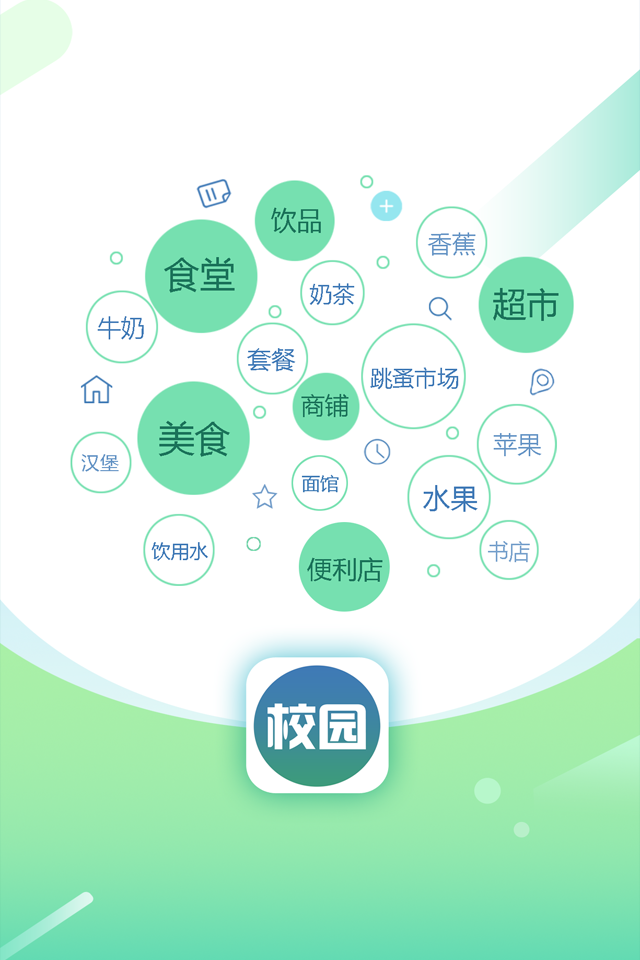 饮品
香蕉
食堂
奶茶
超市
牛奶
套餐
跳蚤市场
商铺
美食
苹果
汉堡
面馆
水果
饮用水
书店
便利店
校园